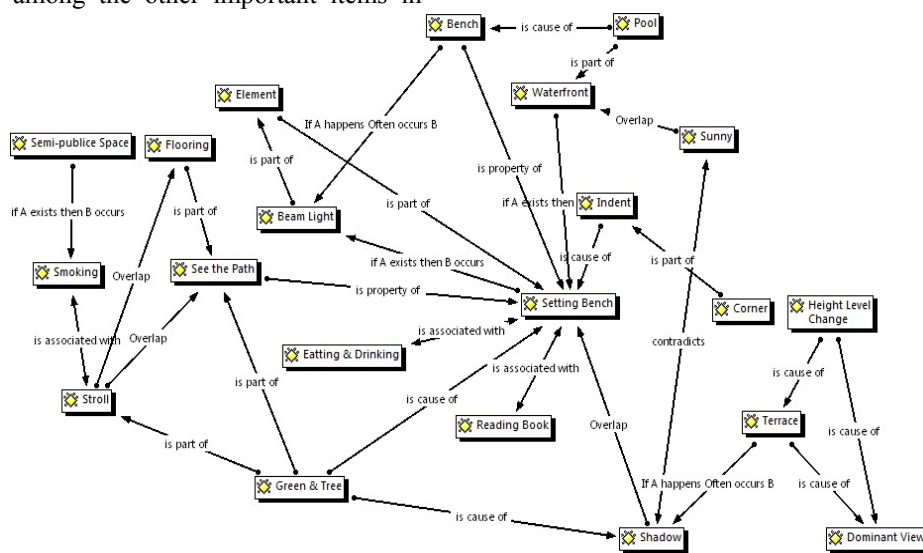 among the other important items in
Bench
is cause of
Pool
is part of
Element
Waterfront
If A happens Often occurs B
Overlap
Semi-publice Space
Flooring
Sunny
is part of
is property of
is part of
is part of
if A exists then B occurs
Beam Light
if A exists then
Indent
Smoking
Overlap
See the Path
if A exists then B occurs
is cause of
is part of
is property of
Setting Bench
Corner
Height Level
Change
is associated with
Overlap
is associated with
contradicts
Eatting & Drinking
is associated with
is cause of
Stroll
is part of
is cause of
Reading Book
Overlap
Terrace
is cause of
is part of
Green & Tree
If A happens Often occurs B
is cause of
is cause of
Shadow
Dominant View